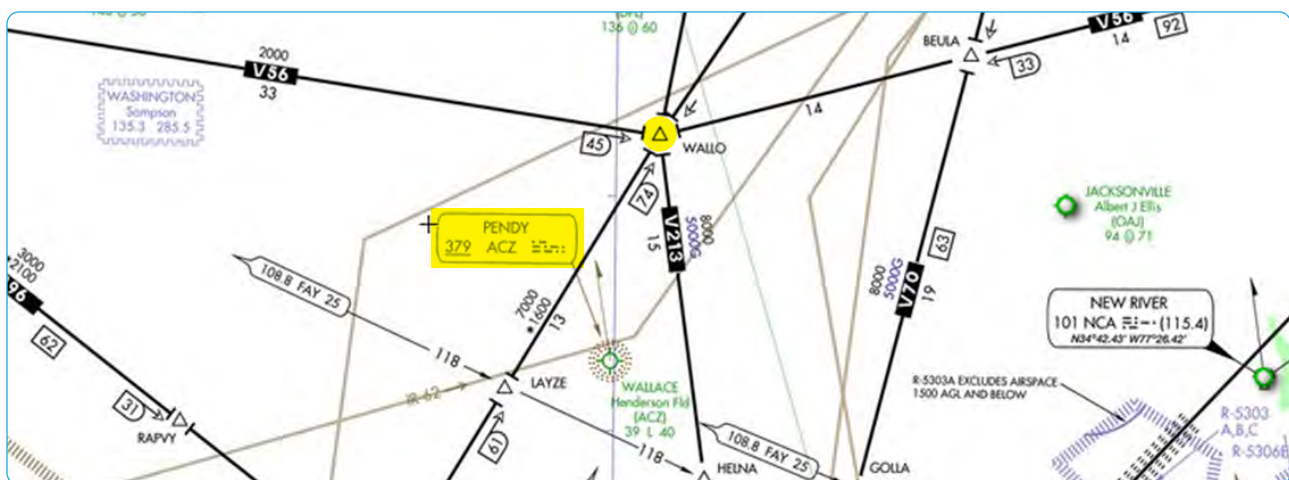 136 60
2000
V56
33
WASHINGTON
Sampson
135.3 285.5
45
WALLO
14
BEULA
33
V56
14
92
74
PENDY
379 ACZ
8000
5000G
V213
15
108.8 FAY 25
7000
*1600
13
118
LAYZE
IR-62
WALLACE
Henderson Fld
(ACZ)
39 L 40
3000
*2100
96
62
31
RAPVY
61
118
HELNA
108.8 FAY 25
GOLLA
63
8000
5000G
V70
19
JACKSONVILLE
Albert J Ellis
(OAJ)
94 71
NEW RIVER
101 NCA (115.4)
N34°42.43' W77°26.42'
R-5303A EXCLUDES AIRSPACE
1500 AGL AND BELOW
R-5303
A,B,C
R-5306E